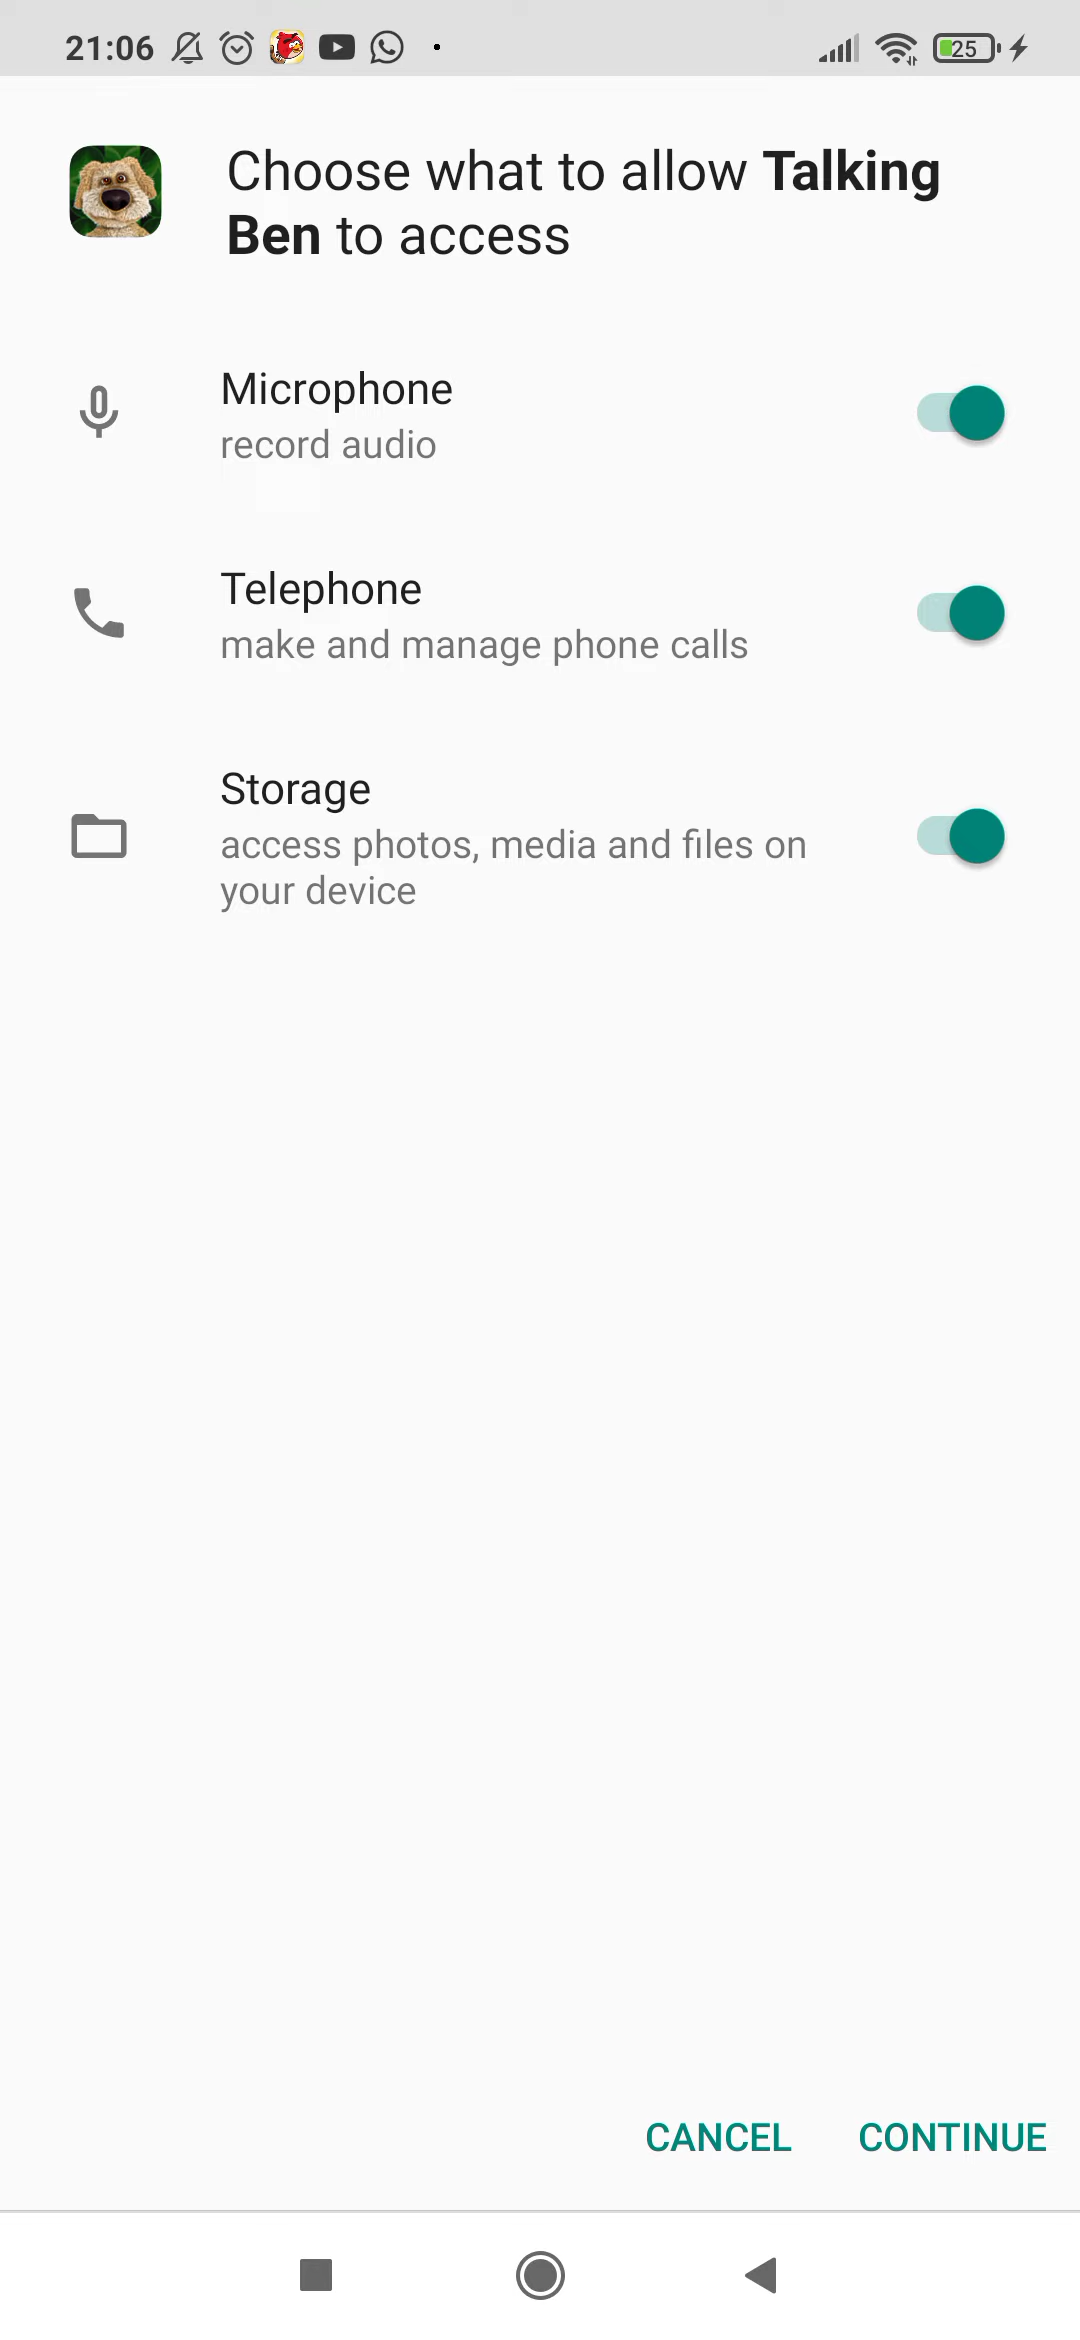 21:06
25
Choose what to allow Talking
Ben to access
Microphone
record audio
Telephone
make and manage phone calls
Storage
access photos, media and files on
your device
CANCEL CONTINUE